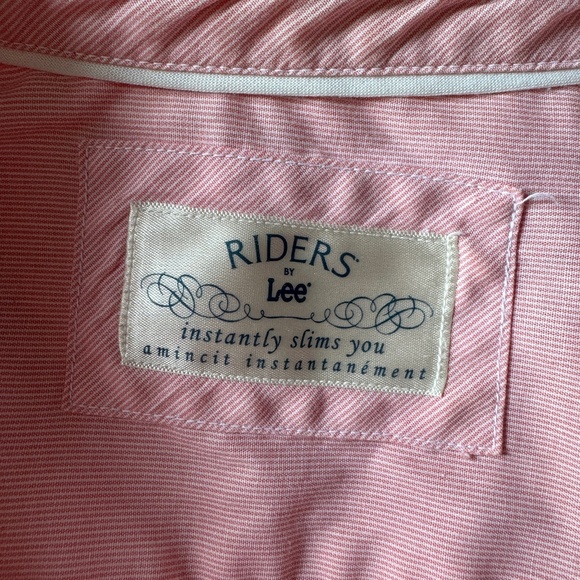 RIDERS
BY
Lee
instantly slims you
amincit instantanément